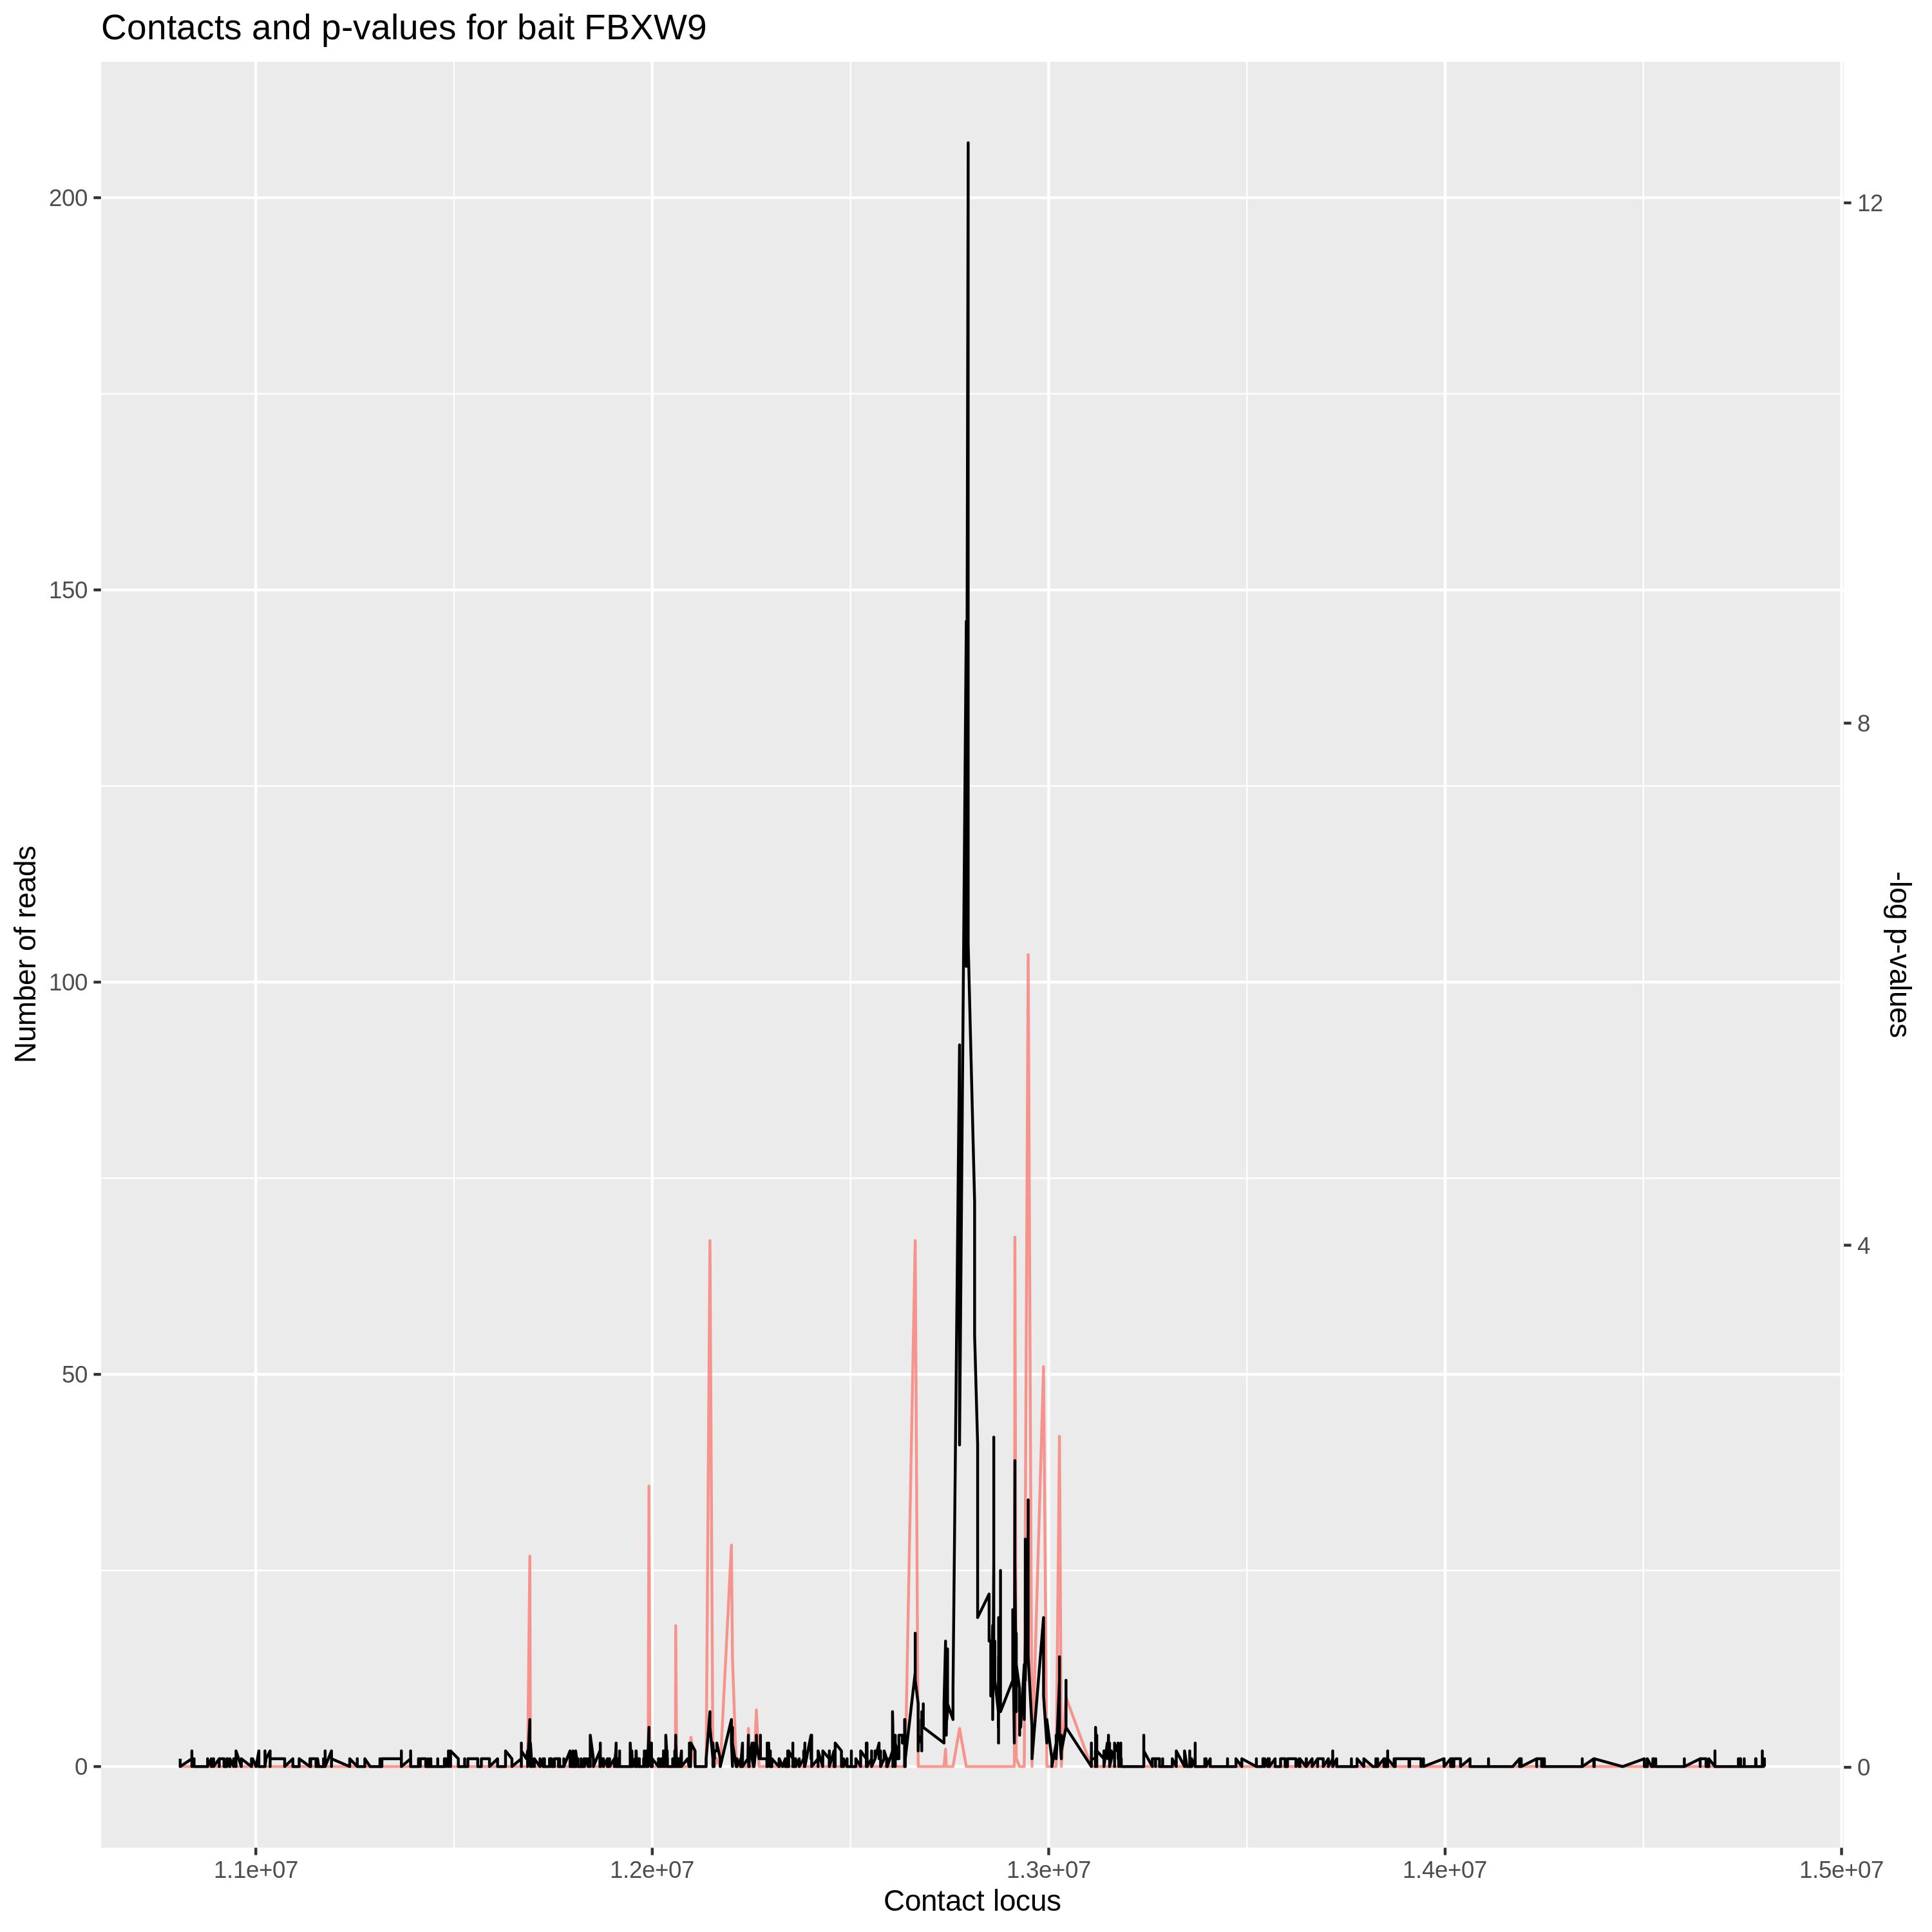 Contacts and p-values for bait FBXW9
200
150
100
50
0
Number of reads
12
8
4
0
-log p-values
1.1e+07
1.2e+07
1.3e+07
1.4e+07
1.5e+07
Contact locus